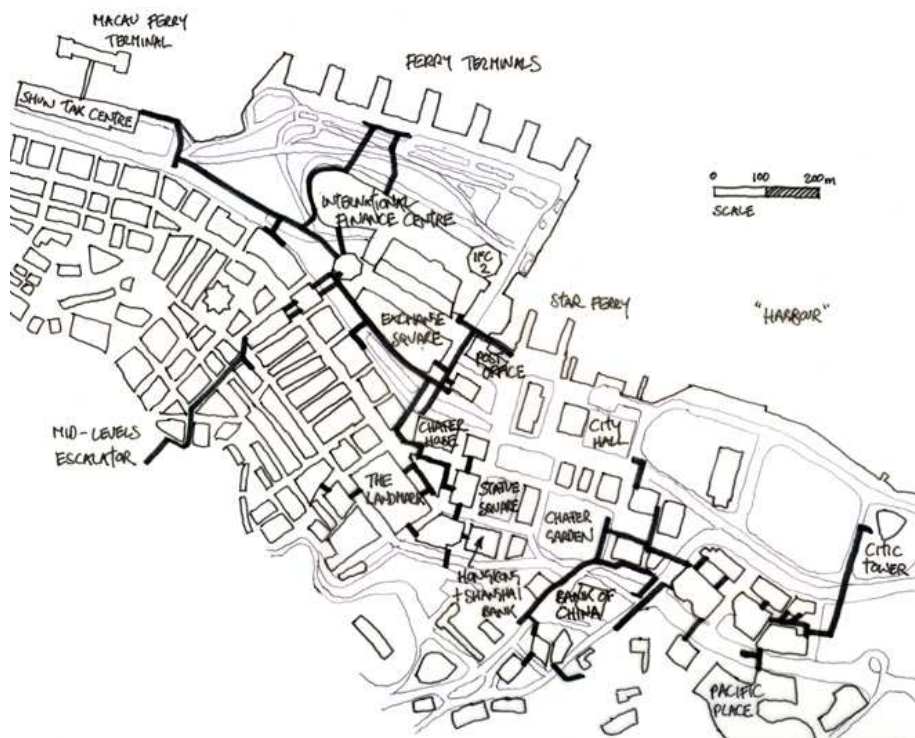 MACAU FERRY
TERMINAL
FERRY TERMINALS
SHUN TAK CENTRE
0 100 200m
SCALE
INTERNATIONAL
FINANCE CENTRE
IFC
2
STAR FERRY
"HARBOUR"
EXCHANGE
SQUARE
POST
OFFICE
MID-LEVELS
ESCALATOR
CHATER
HOUSE
CITY
HALL
THE
LANDMARK
STATUE
SQUARE
CHATER
GARDEN
CITIC
TOWER
HONGKONG
+ SHANGHAI
BANK
BANK OF
CHINA
PACIFIC
PLACE